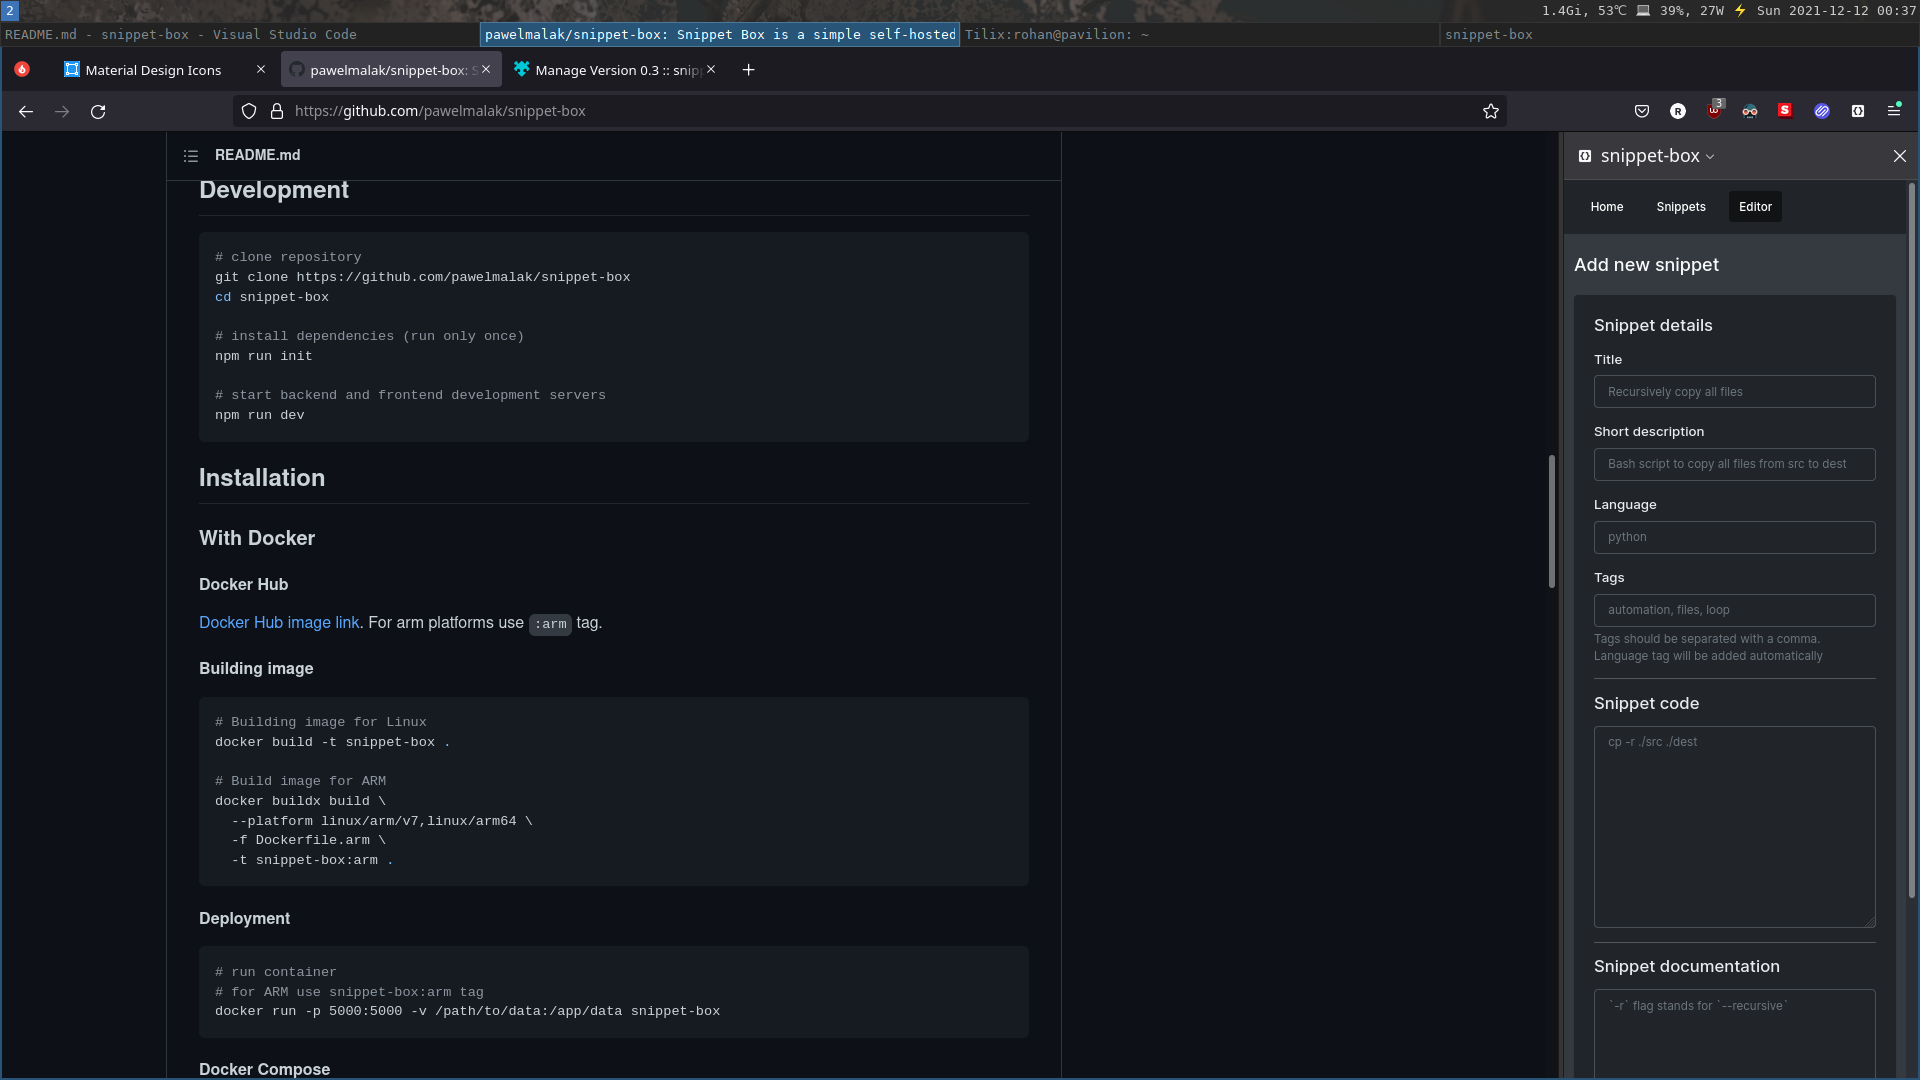 2
1.4Gi, 53℃ 💻 39%, 27W ⚡ Sun 2021-12-12 00:37
README.md - snippet-box - Visual Studio Code
pawelmalak/snippet-box: Snippet Box is a simple self-hosted
Tilix:rohan@pavilion: ~
snippet-box
Material Design Icons
pawelmalak/snippet-box: S
Manage Version 0.3 :: snip
https://github.com/pawelmalak/snippet-box
R
3
S
README.md
Development
# clone repository
git clone https://github.com/pawelmalak/snippet-box
cd snippet-box
# install dependencies (run only once)
npm run init
# start backend and frontend development servers
npm run dev
Installation
With Docker
Docker Hub
Docker Hub image link. For arm platforms use :arm tag.
Building image
# Building image for Linux
docker build -t snippet-box .
# Build image for ARM
docker buildx build \
--platform linux/arm/v7,linux/arm64 \
-f Dockerfile.arm \
-t snippet-box:arm .
Deployment
# run container
# for ARM use snippet-box:arm tag
docker run -p 5000:5000 -v /path/to/data:/app/data snippet-box
Docker Compose
snippet-box
Home Snippets Editor
Add new snippet
Snippet details
Title
Recursively copy all files
Short description
Bash script to copy all files from src to dest
Language
python
Tags
automation, files, loop
Tags should be separated with a comma.
Language tag will be added automatically
Snippet code
cp -r ./src ./dest
Snippet documentation
`-r` flag stands for `--recursive`